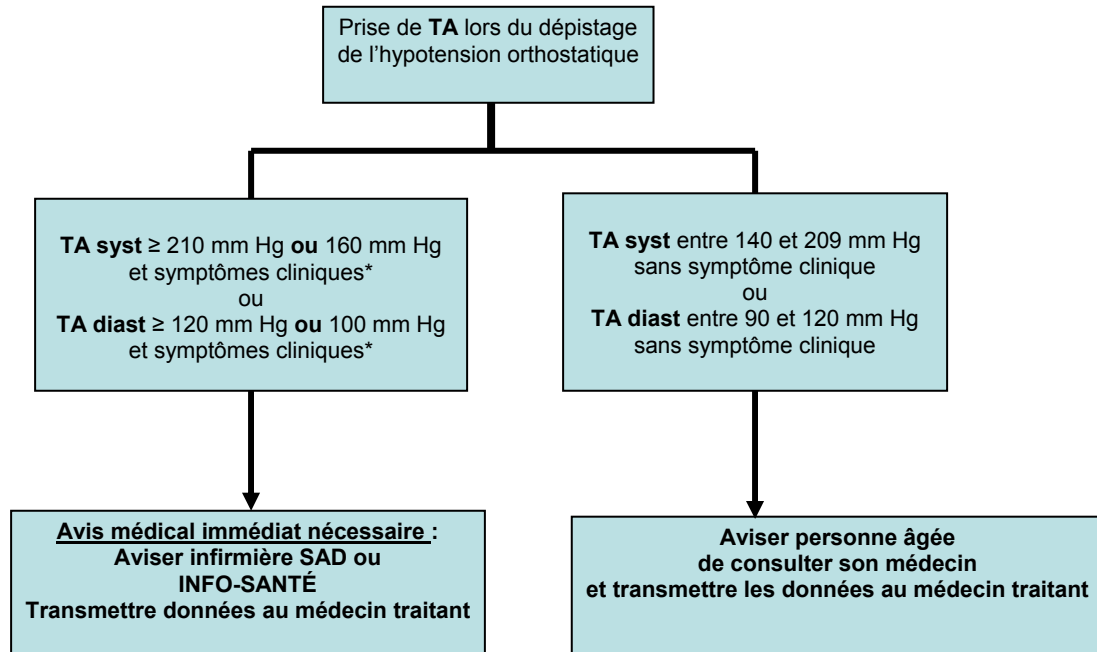 Prise de TA lors du dépistage
de l'hypotension orthostatique
TA syst ≥ 210 mm Hg ou 160 mm Hg
et symptômes cliniques*
ou
TA diast ≥ 120 mm Hg ou 100 mm Hg
et symptômes cliniques*
TA syst entre 140 et 209 mm Hg
sans symptôme clinique
ou
TA diast entre 90 et 120 mm Hg
sans symptôme clinique
Avis médical immédiat nécessaire :
Aviser infirmière SAD ou
INFO-SANTÉ
Transmettre données au médecin traitant
Aviser personne âgée
de consulter son médecin
et transmettre les données au médecin traitant